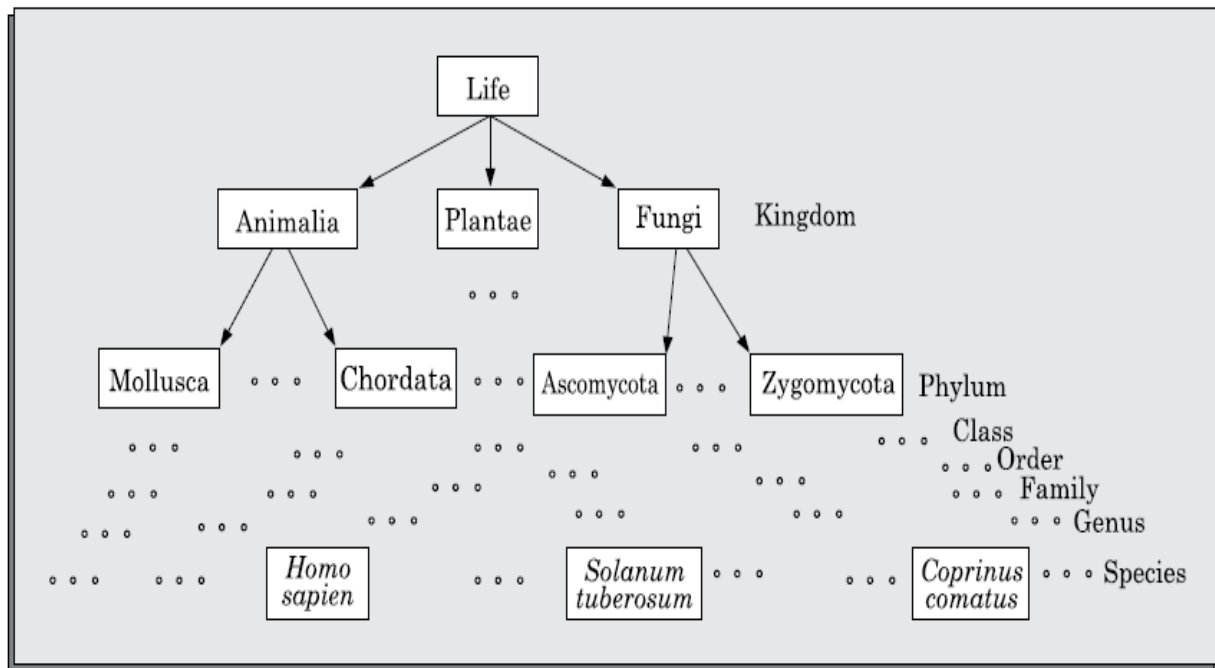 Life
Animalia
Plantae
Fungi
Kingdom
Mollusca
Chordata
Ascomycota
Zygomycota
Phylum
Class
Order
Family
Genus
Homo
sapien
Solanum
tuberosum
Coprinus
comatus
Species